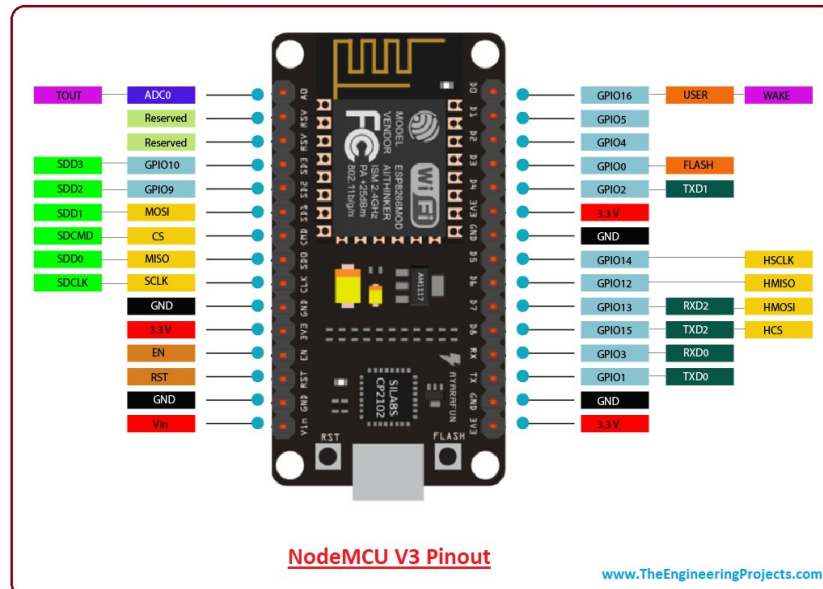 TOUT ADC0 A0 D0 GPIO16 USER WAKE
Reserved RSV D1 GPIO5
Reserved RSV D2 GPIO4
SDD3 GPIO10 SD3 D3 GPIO0 FLASH
SDD2 GPIO9 SD2 D4 GPIO2 TXD1
SDD1 MOSI 3V3 3.3 V
SDCMD CS CMD GND GND
SDD0 MISO SDO D5 GPIO14 HSCLK
SDCLK SCLK CLK D6 GPIO12 HMISO
GND GND D7 GPIO13 RXD2 HMOSI
3.3 V 3V3 D8 GPIO15 TXD2 HCS
EN EN RX GPIO3 RXD0
RST RST TX GPIO1 TXD0
GND GND GND GND
Vin Vin 3V3 3.3 V
MODEL ESP8266MOD
VENDOR AI/THINKER
ISM 2.4GHz
PA +25dBm
802.11b/g/n
FC
Wi Fi
AM1117
SILABS
CP2102
AYARAFUN
RST FLASH
NodeMCU V3 Pinout
www.TheEngineeringProjects.com